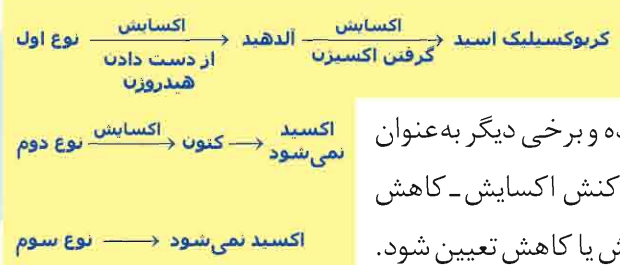 نوع اول اکسایش از دست دادن هیدروژن آلدهید اکسایش گرفتن اکسیژن کربوکسیلیک اسید
نوع دوم اکسایش کتون اکسید نمی‌شود
نوع سوم اکسید نمی‌شود
ده و برخی دیگر به‌عنوان
کنش اکسایش ـ کاهش
ش یا کاهش تعیین شود.